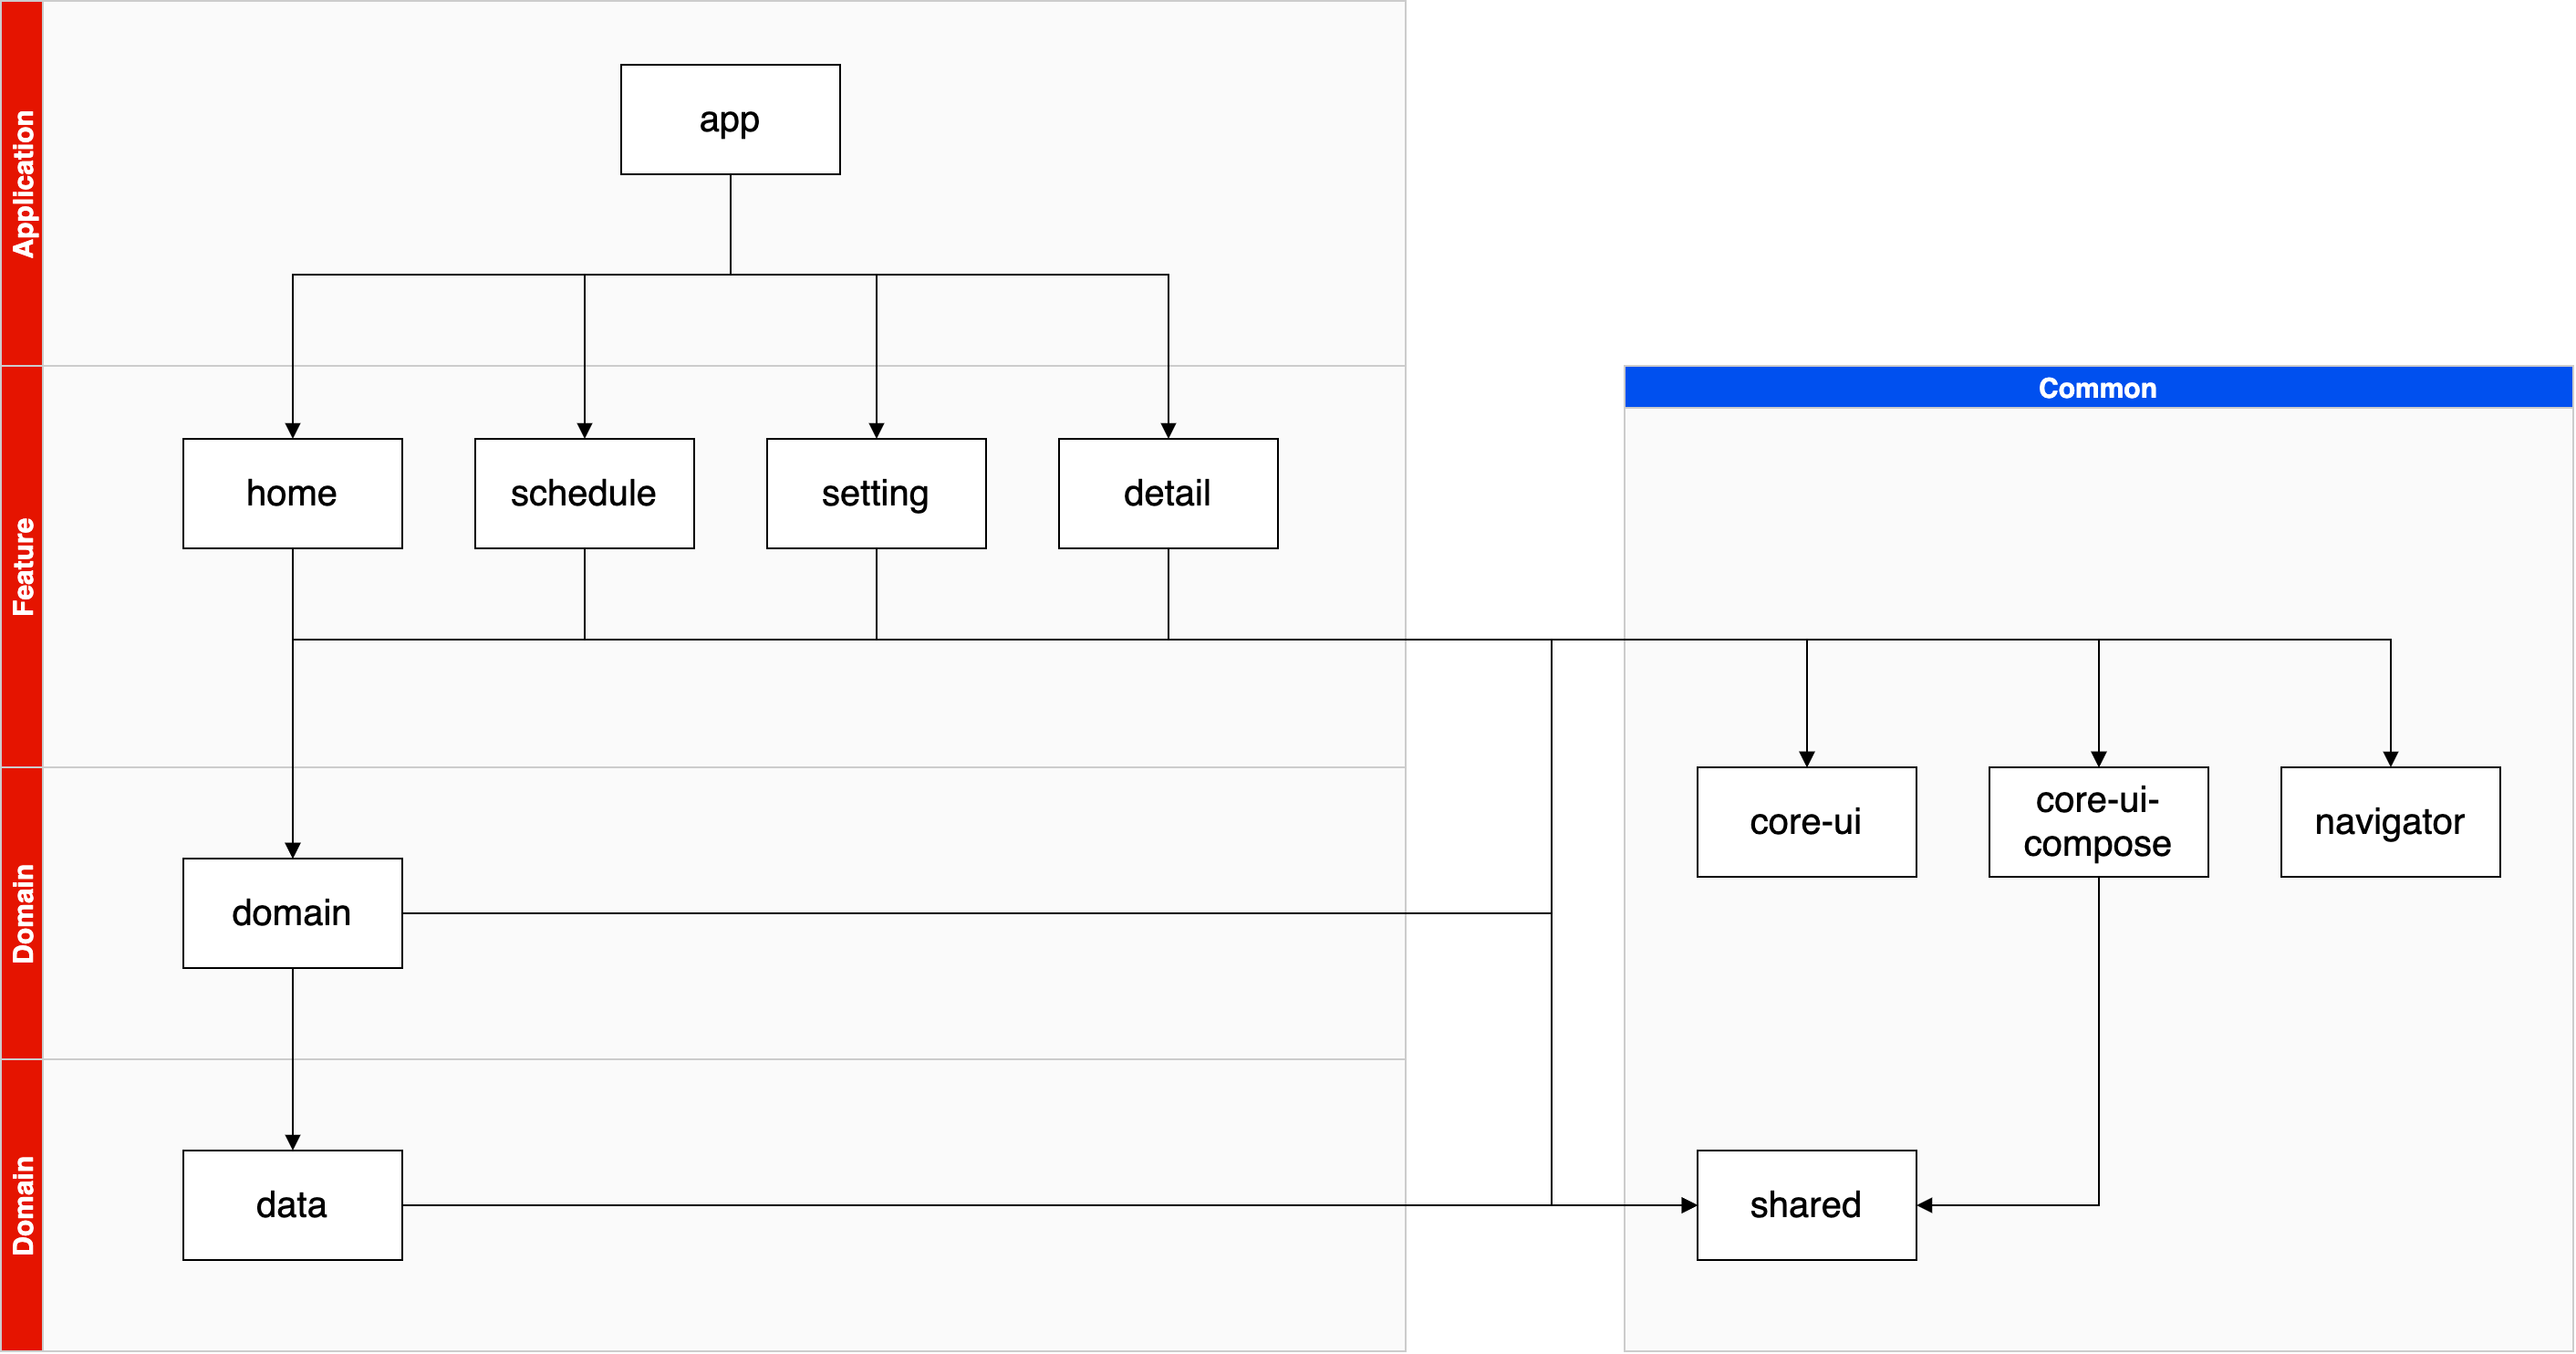 Application
app
Feature
home
schedule
setting
detail
Common
core-ui
core-ui-
compose
navigator
Domain
domain
Domain
data
shared